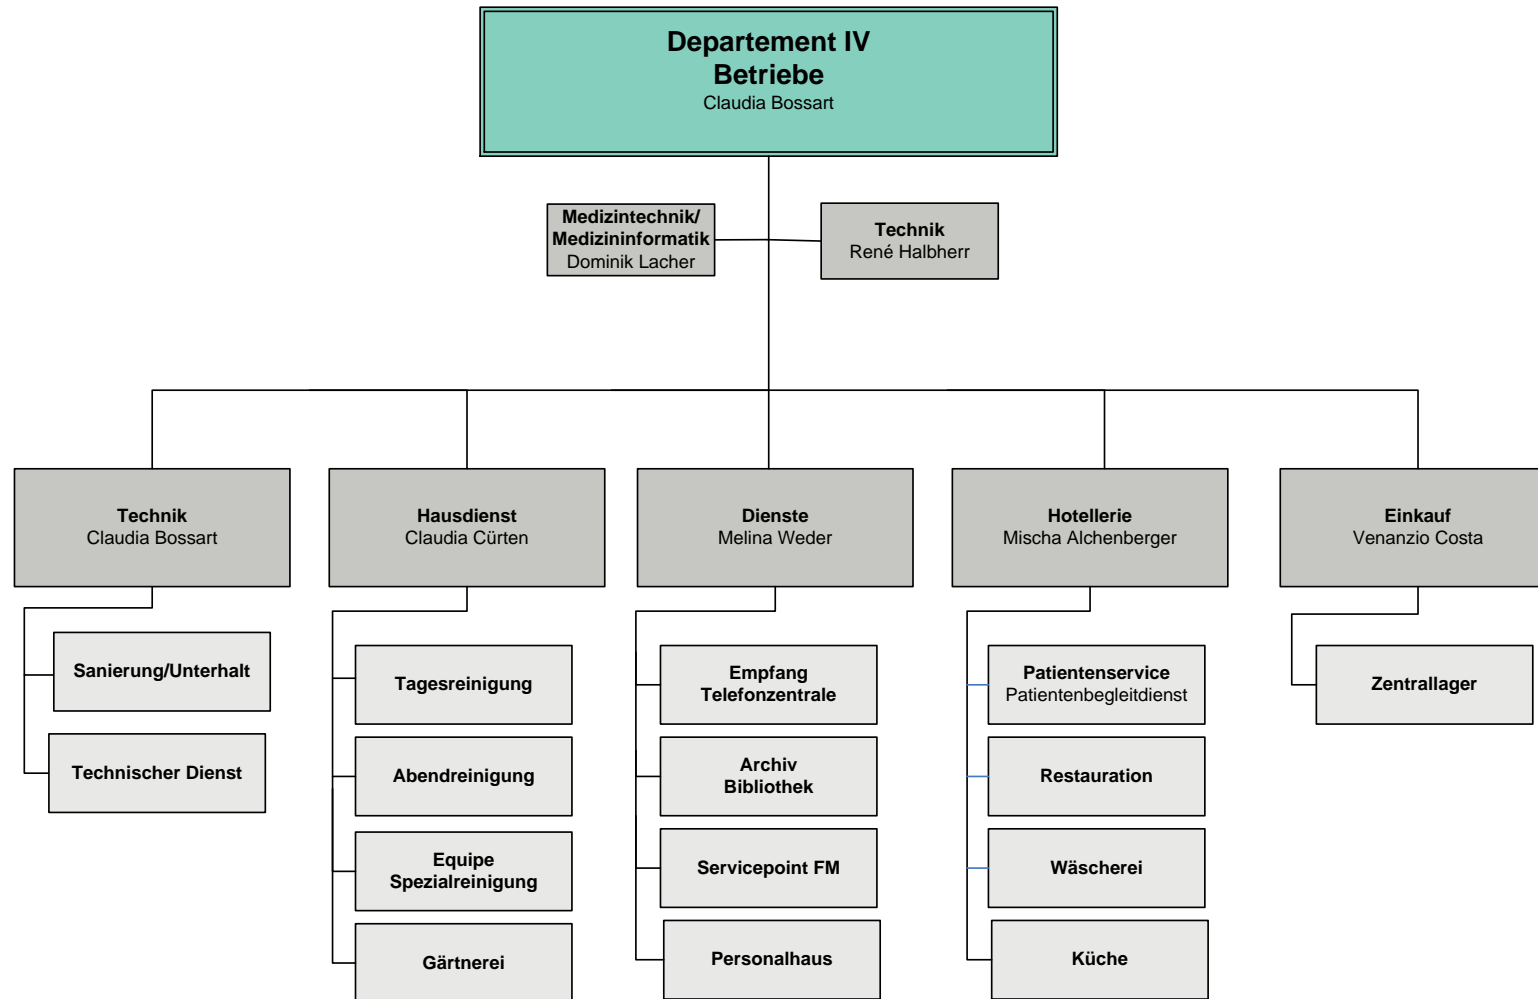 Departement IV
Betriebe
Claudia Bossart
Medizintechnik/
Medizininformatik
Dominik Lacher
Technik
René Halbherr
Technik
Claudia Bossart
Hausdienst
Claudia Cürten
Dienste
Melina Weder
Hotellerie
Mischa Alchenberger
Einkauf
Venanzio Costa
Sanierung/Unterhalt
Technischer Dienst
Tagesreinigung
Abendreinigung
Equipe
Spezialreinigung
Gärtnerei
Empfang
Telefonzentrale
Archiv
Bibliothek
Servicepoint FM
Personalhaus
Patientenservice
Patientenbegleitdienst
Restauration
Wäscherei
Küche
Zentrallager